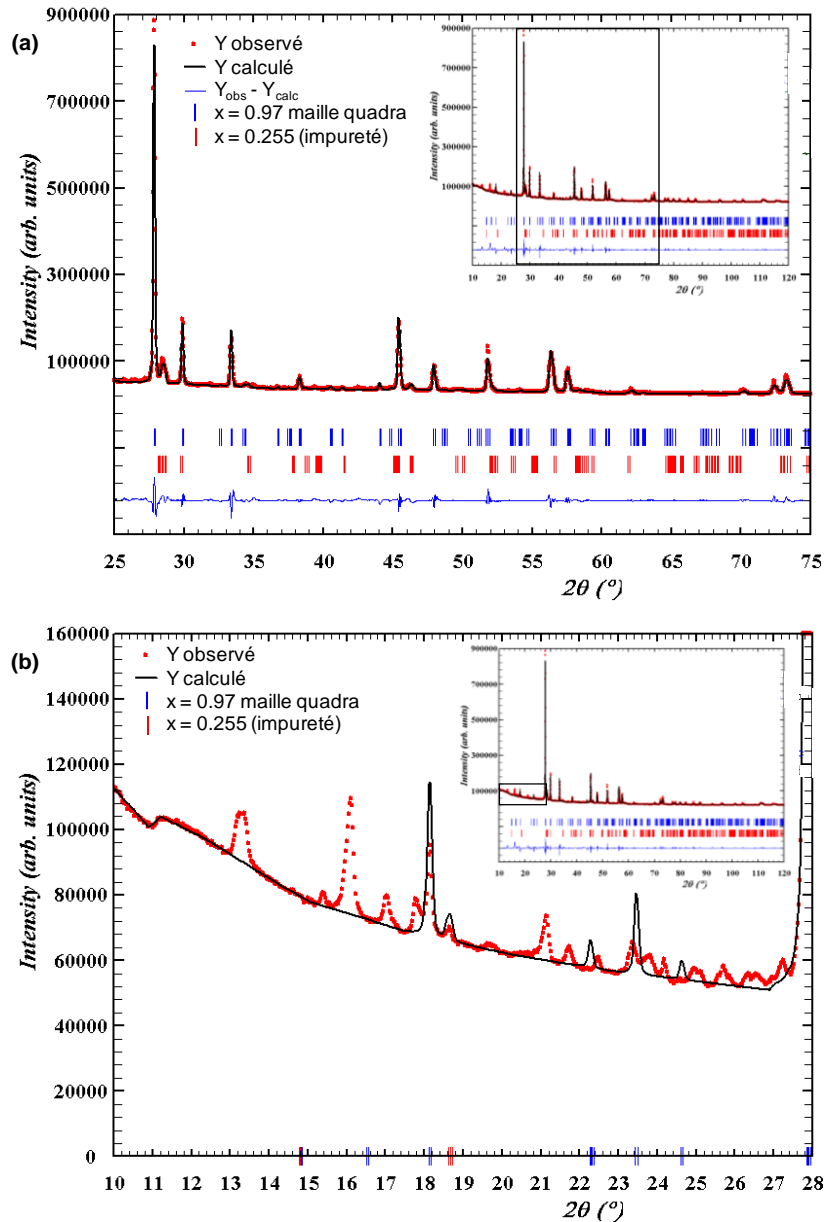 (a)
900000
700000
500000
300000
100000
Intensity (arb. units)
Y observé
Y calculé
Yobs - Ycalc
x = 0.97 maille quadra
x = 0.255 (impureté)
900000
700000
500000
300000
100000
Intensity (arb. units)
10 20 30 40 50 60 70 80 90 100 110 120
2θ (°)
25 30 35 40 45 50 55 60 65 70 75
2θ (°)
(b)
160000
140000
120000
100000
80000
60000
40000
20000
0
Intensity (arb. units)
Y observé
Y calculé
x = 0.97 maille quadra
x = 0.255 (impureté)
900000
700000
500000
300000
100000
Intensity (arb. units)
10 20 30 40 50 60 70 80 90 100 110 120
2θ (°)
10 11 12 13 14 15 16 17 18 19 20 21 22 23 24 25 26 27 28
2θ (°)